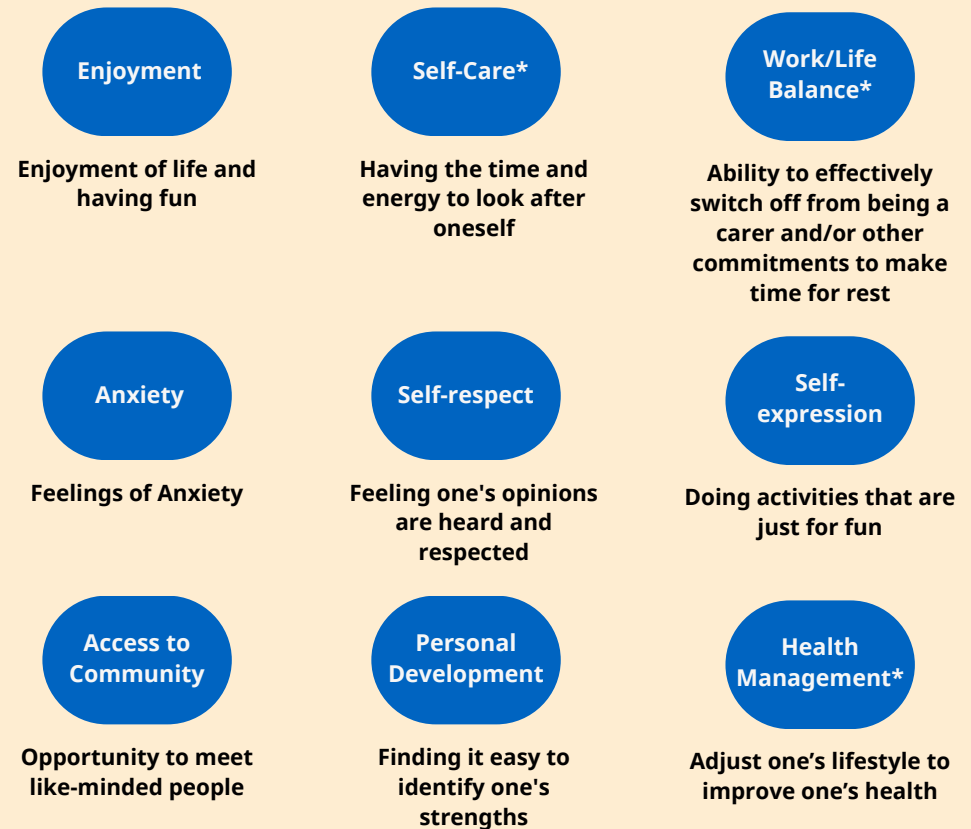 Enjoyment
Enjoyment of life and
having fun
Self-Care*
Having the time and
energy to look after
oneself
Work/Life
Balance*
Ability to effectively
switch off from being a
carer and/or other
commitments to make
time for rest
Anxiety
Feelings of Anxiety
Self-respect
Feeling one's opinions
are heard and
respected
Self-
expression
Doing activities that are
just for fun
Access to
Community
Opportunity to meet
like-minded people
Personal
Development
Finding it easy to
identify one's
strengths
Health
Management*
Adjust one’s lifestyle to
improve one’s health